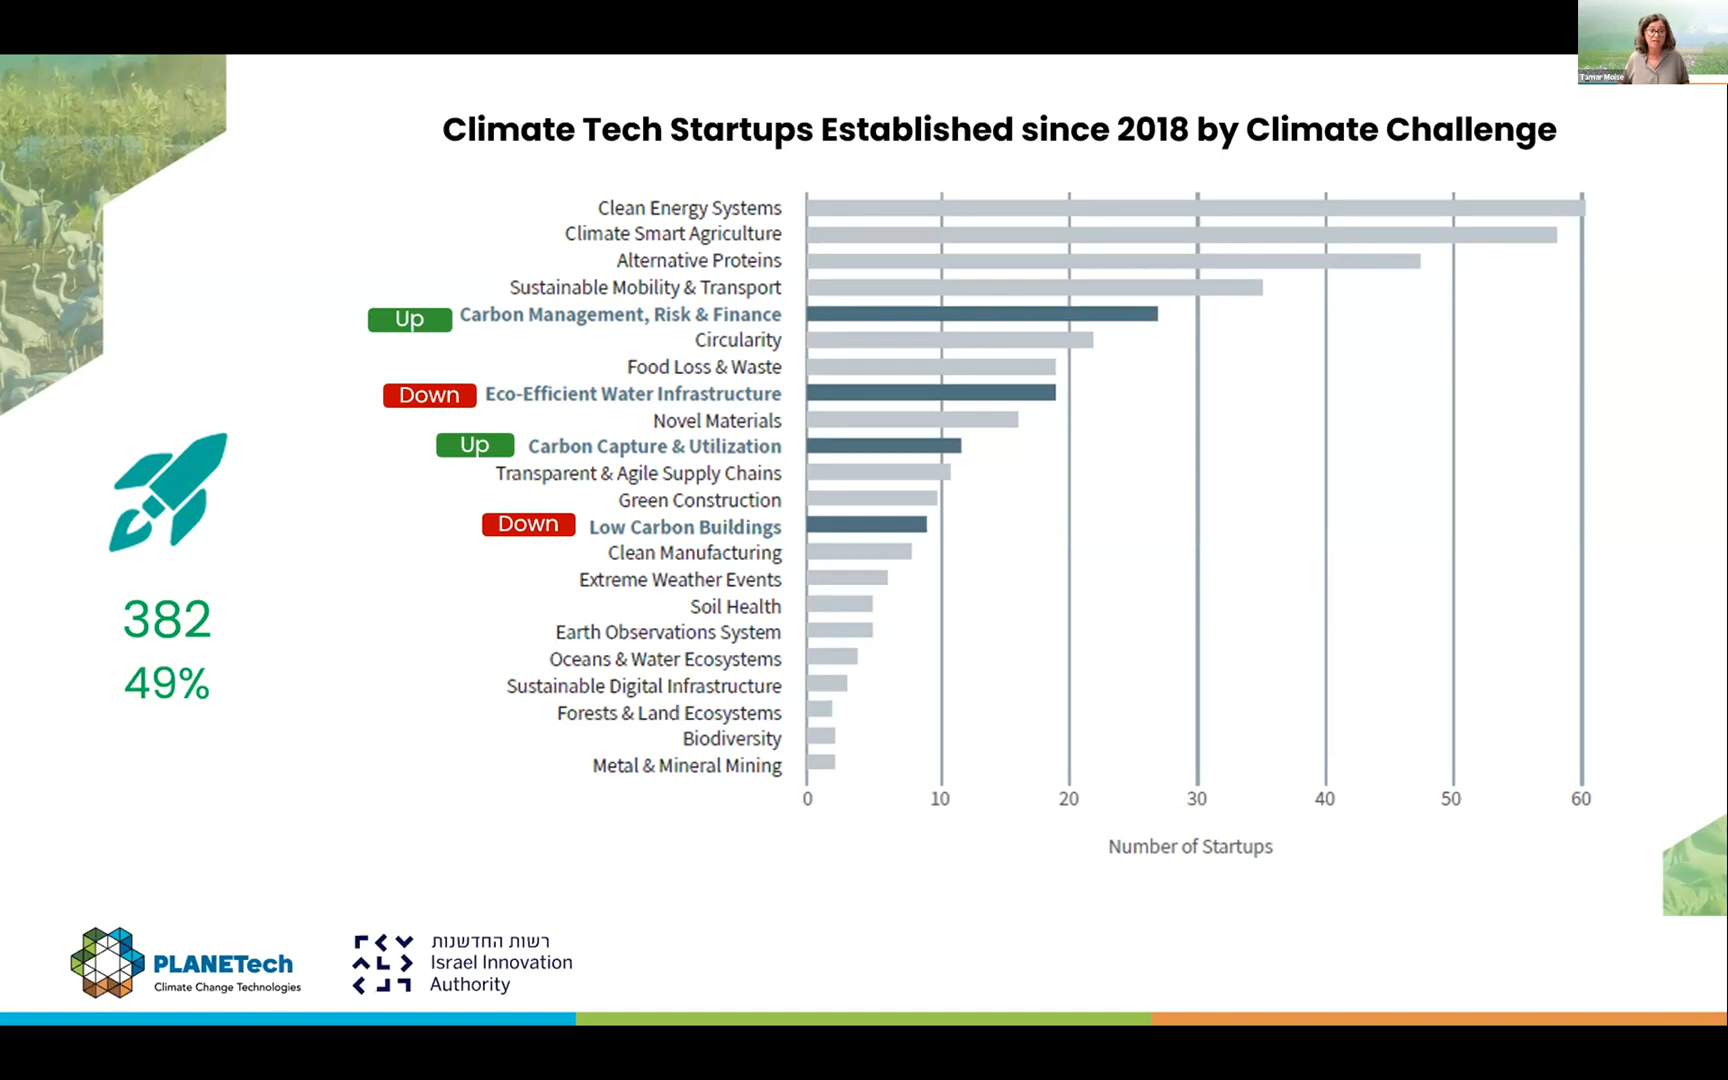 Tamar Moise
Climate Tech Startups Established since 2018 by Climate Challenge
Clean Energy Systems
Climate Smart Agriculture
Alternative Proteins
Sustainable Mobility & Transport
Up Carbon Management, Risk & Finance
Circularity
Food Loss & Waste
Down Eco-Efficient Water Infrastructure
Novel Materials
Up Carbon Capture & Utilization
Transparent & Agile Supply Chains
Green Construction
Down Low Carbon Buildings
Clean Manufacturing
Extreme Weather Events
Soil Health
Earth Observations System
Oceans & Water Ecosystems
Sustainable Digital Infrastructure
Forests & Land Ecosystems
Biodiversity
Metal & Mineral Mining
0 10 20 30 40 50 60
Number of Startups
382
49%
PLANETech
Climate Change Technologies
רשות החדשנות
Israel Innovation
Authority